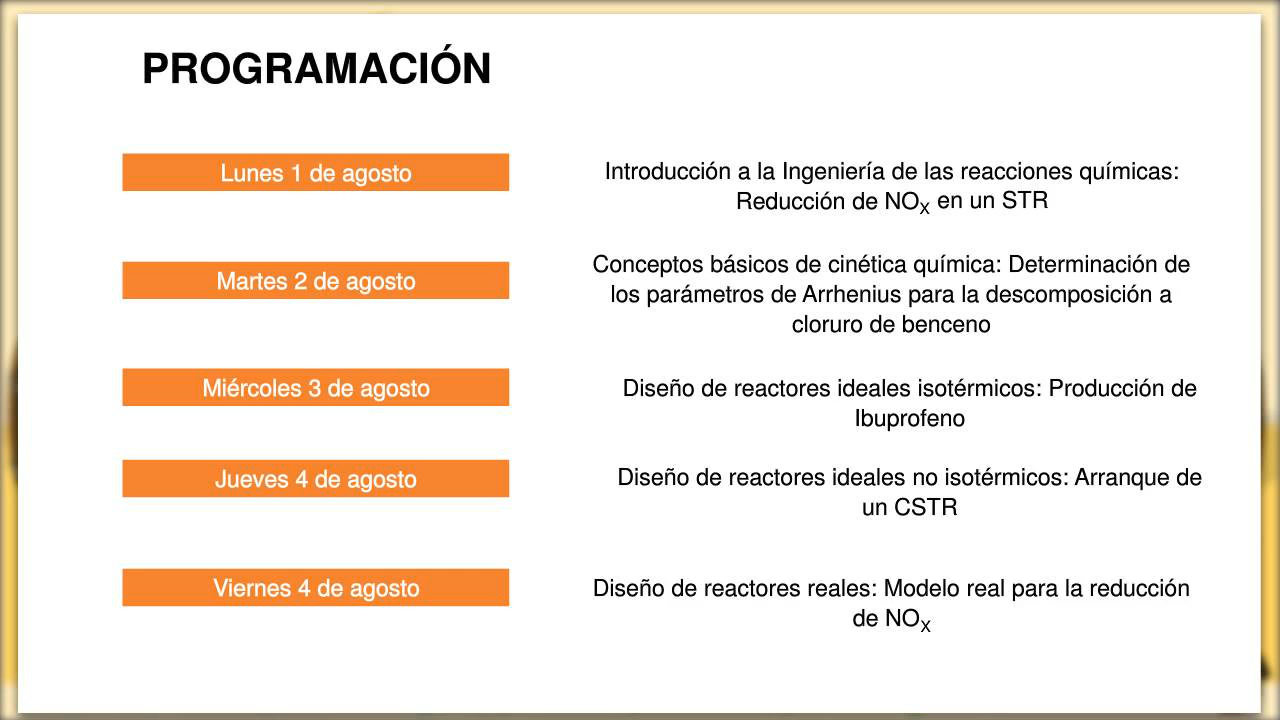 PROGRAMACIÓN
Lunes 1 de agosto
Introducción a la Ingeniería de las reacciones químicas:
Reducción de NOX en un STR
Martes 2 de agosto
Conceptos básicos de cinética química: Determinación de
los parámetros de Arrhenius para la descomposición a
cloruro de benceno
Miércoles 3 de agosto
Diseño de reactores ideales isotérmicos: Producción de
Ibuprofeno
Jueves 4 de agosto
Diseño de reactores ideales no isotérmicos: Arranque de
un CSTR
Viernes 4 de agosto
Diseño de reactores reales: Modelo real para la reducción
de NOX